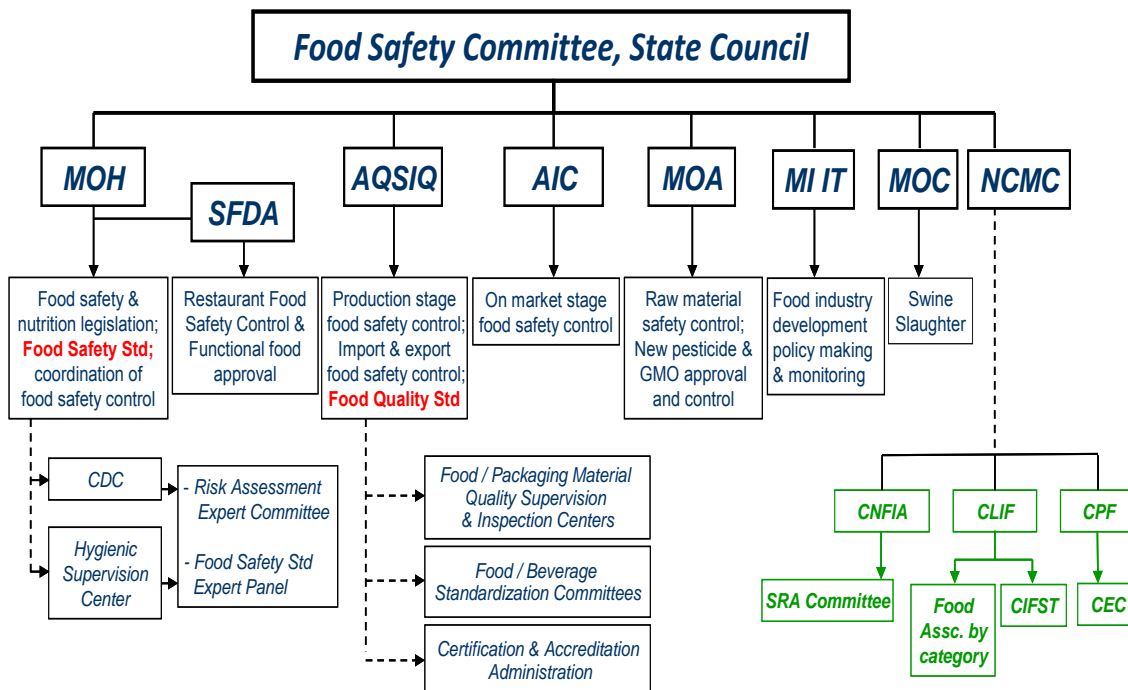 Food Safety Committee, State Council
MOH
AQSIQ
AIC
MOA
MI IT
MOC
NCMC
SFDA
Food safety &
nutrition legislation;
Food Safety Std;
coordination of
food safety control
Restaurant Food
Safety Control &
Functional food
approval
Production stage
food safety control;
Import & export
food safety control;
Food Quality Std
On market stage
food safety control
Raw material
safety control;
New pesticide &
GMO approval
and control
Food industry
development
policy making
& monitoring
Swine
Slaughter
CDC
Hygienic
Supervision
Center
- Risk Assessment
Expert Committee
- Food Safety Std
Expert Panel
Food / Packaging Material
Quality Supervision
& Inspection Centers
Food / Beverage
Standardization Committees
Certification & Accreditation
Administration
CNFIA
CLIF
CPF
SRA Committee
Food
Assc. by
category
CIFST
CEC